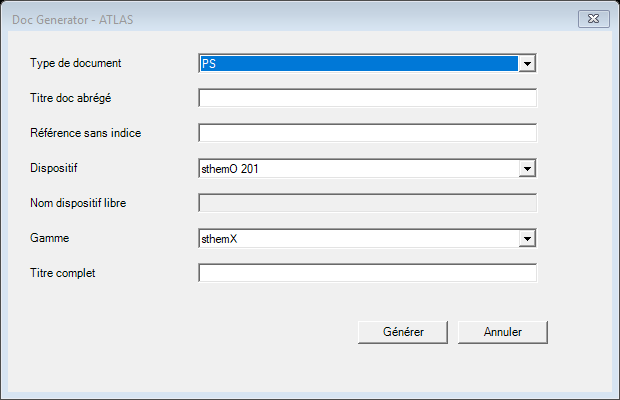 Doc Generator - ATLAS
Type de document
PS
Titre doc abrégé
Référence sans indice
Dispositif
sthemO 201
Nom dispositif libre
Gamme
sthemX
Titre complet
Générer
Annuler